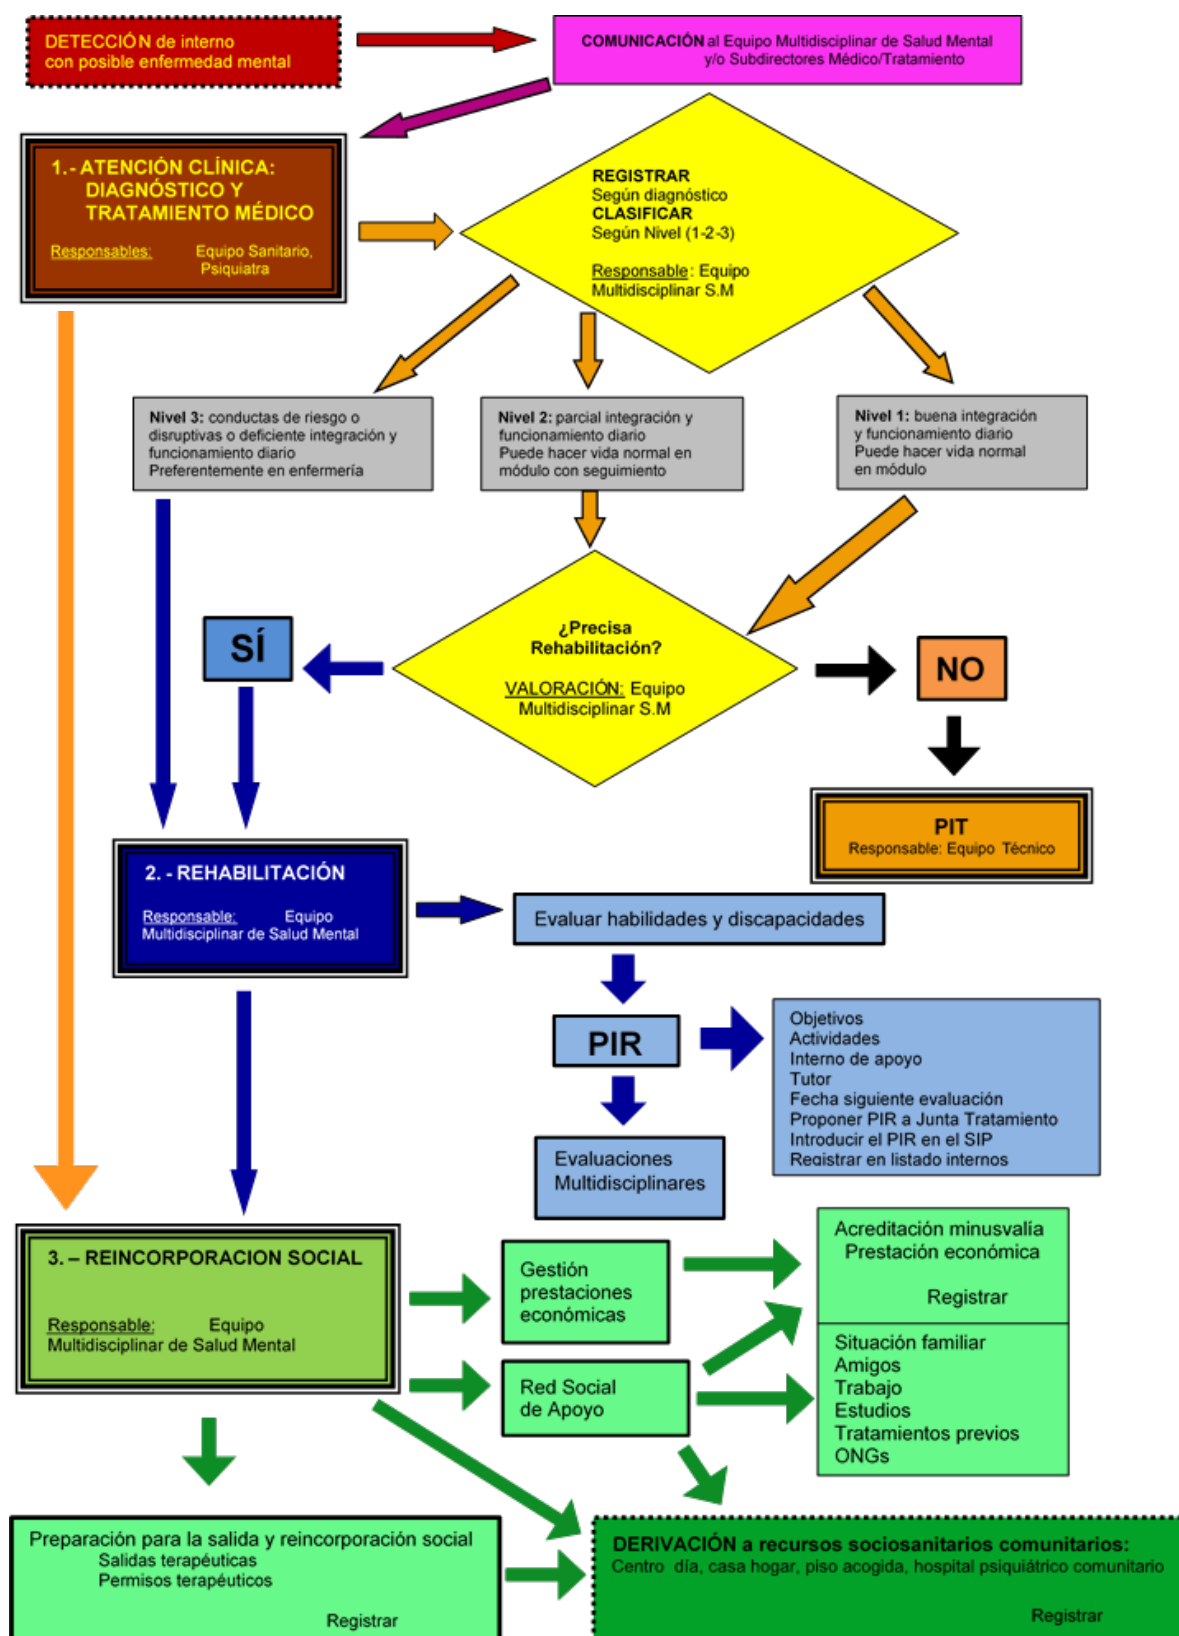 DETECCIÓN de interno
con posible enfermedad mental
COMUNICACIÓN al Equipo Multidisciplinar de Salud Mental
y/o Subdirectores Médico/Tratamiento
1.- ATENCIÓN CLÍNICA:
DIAGNÓSTICO Y
TRATAMIENTO MÉDICO
Responsables: Equipo Sanitario,
Psiquiatra
REGISTRAR
Según diagnóstico
CLASIFICAR
Según Nivel (1-2-3)
Responsable: Equipo
Multidisciplinar S.M
Nivel 3: conductas de riesgo o
disruptivas o deficiente integración y
funcionamiento diario
Preferentemente en enfermería
Nivel 2: parcial integración y
funcionamiento diario
Puede hacer vida normal en
módulo con seguimiento
Nivel 1: buena integración
y funcionamiento diario
Puede hacer vida normal
en módulo
¿Precisa
Rehabilitación?
VALORACIÓN: Equipo
Multidisciplinar S.M
SÍ
NO
PIT
Responsable: Equipo Técnico
2. - REHABILITACIÓN
Responsable: Equipo
Multidisciplinar de Salud Mental
Evaluar habilidades y discapacidades
PIR
Objetivos
Actividades
Interno de apoyo
Tutor
Fecha siguiente evaluación
Proponer PIR a Junta Tratamiento
Introducir el PIR en el SIP
Registrar en listado internos
Evaluaciones
Multidisciplinares
3. – REINCORPORACION SOCIAL
Responsable: Equipo
Multidisciplinar de Salud Mental
Gestión
prestaciones
económicas
Acreditación minusvalía
Prestación económica
Registrar
Red Social
de Apoyo
Situación familiar
Amigos
Trabajo
Estudios
Tratamientos previos
ONGs
Preparación para la salida y reincorporación social
Salidas terapéuticas
Permisos terapéuticos
Registrar
DERIVACIÓN a recursos sociosanitarios comunitarios:
Centro día, casa hogar, piso acogida, hospital psiquiátrico comunitario
Registrar